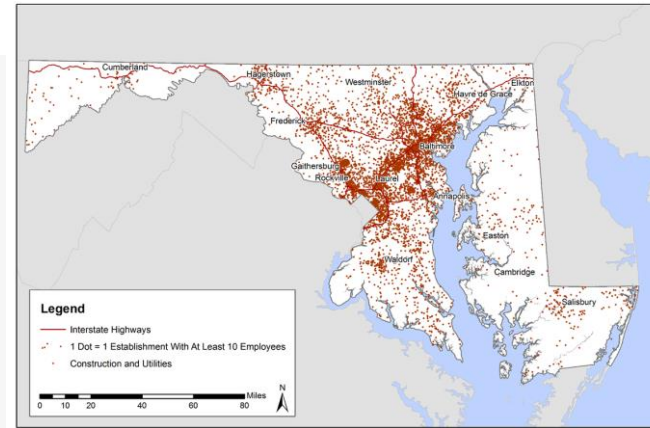 Cumberland
Hagerstown
Westminster
Elkton
Havre de Grace
Frederick
Baltimore
Gaithersburg
Rockville
Laurel
Annapolis
Easton
Waldorf
Cambridge
Salisbury
Legend
Interstate Highways
1 Dot = 1 Establishment With At Least 10 Employees
Construction and Utilities
Miles
0 5 10 20 40 60 80
N